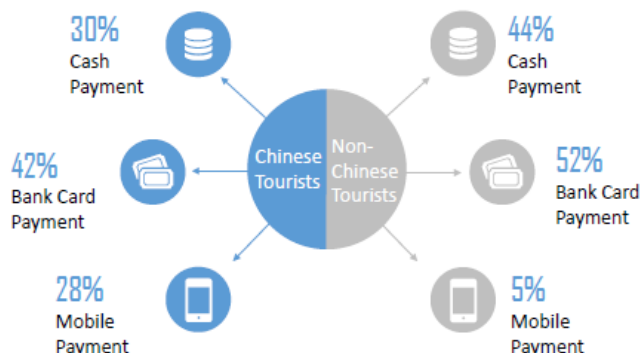 30%
Cash
Payment
44%
Cash
Payment
Chinese
Tourists
Non-
Chinese
Tourists
42%
Bank Card
Payment
52%
Bank Card
Payment
28%
Mobile
Payment
5%
Mobile
Payment